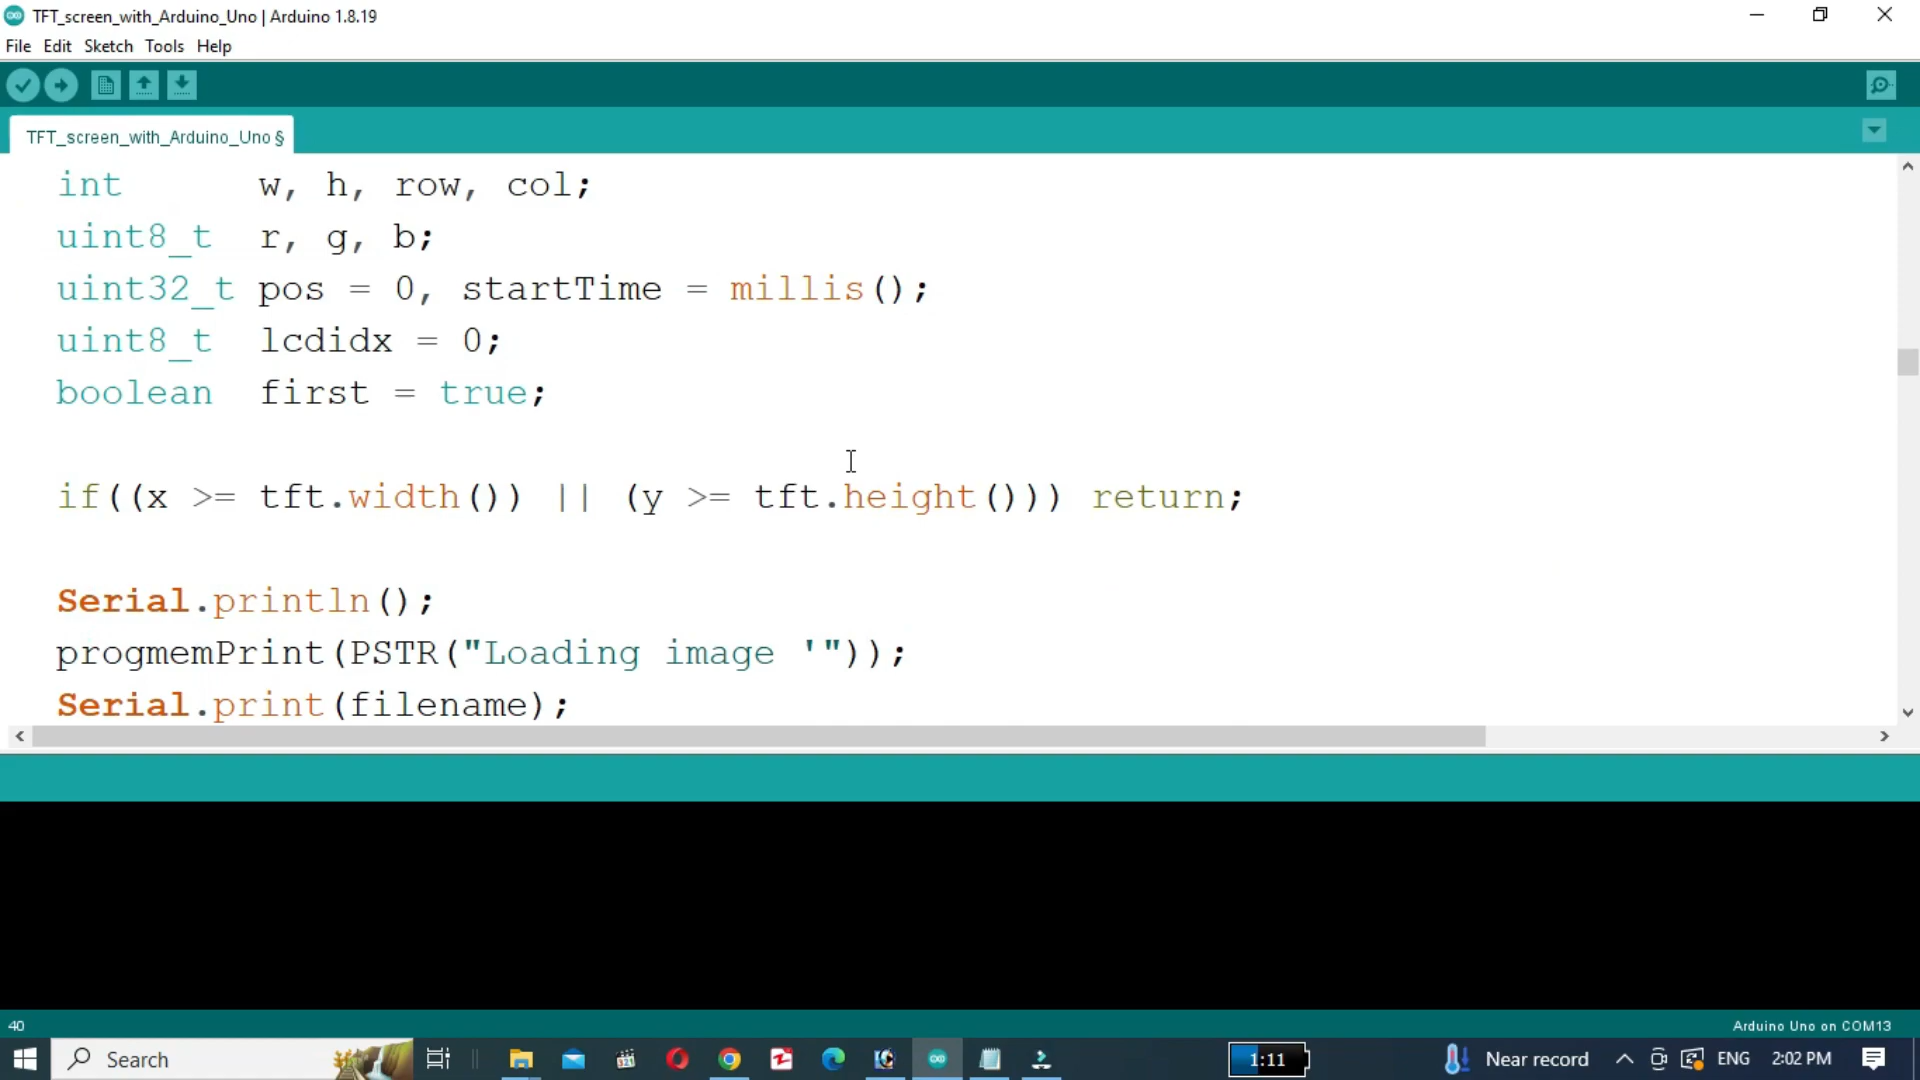 TFT_screen_with_Arduino_Uno | Arduino 1.8.19
File Edit Sketch Tools Help
TFT_screen_with_Arduino_Uno §
int      w, h, row, col;
uint8_t  r, g, b;
uint32_t pos = 0, startTime = millis();
uint8_t  lcdidx = 0;
boolean  first = true;
if((x >= tft.width()) || (y >= tft.height())) return;
Serial.println();
progmemPrint(PSTR("Loading image '"));
Serial.print(filename);
40
Arduino Uno on COM13
Search
1:11
Near record
ENG
2:02 PM